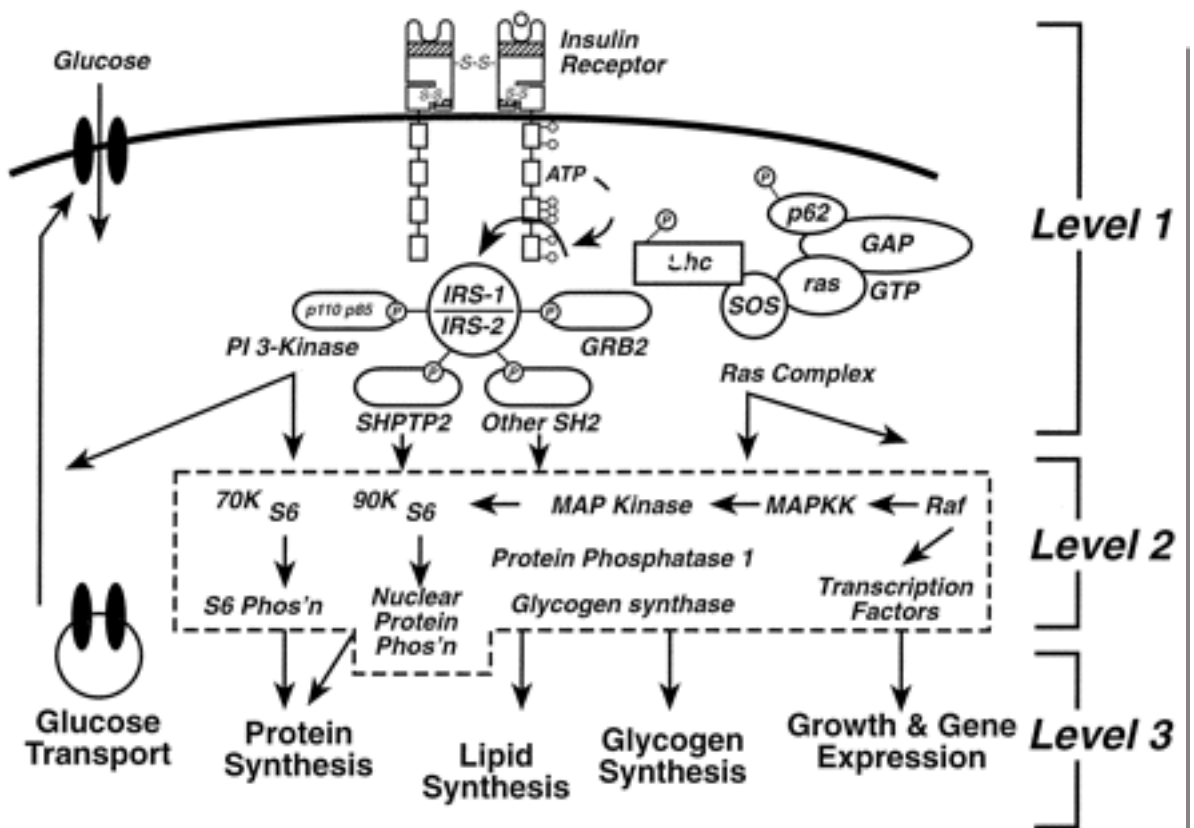 Glucose
Insulin
Receptor
-S-S-
S-S
S-S
ATP
P
p62
GAP
P
Shc
SOS
ras
GTP
IRS-1
IRS-2
p110 p85
P
P
PI 3-Kinase
GRB2
P
P
SHPTP2
Other SH2
Ras Complex
Level 1
70K S6
90K S6
MAP Kinase
MAPKK
Raf
Protein Phosphatase 1
S6 Phos'n
Nuclear
Protein
Phos'n
Glycogen synthase
Transcription
Factors
Level 2
Glucose
Transport
Protein
Synthesis
Lipid
Synthesis
Glycogen
Synthesis
Growth & Gene
Expression
Level 3